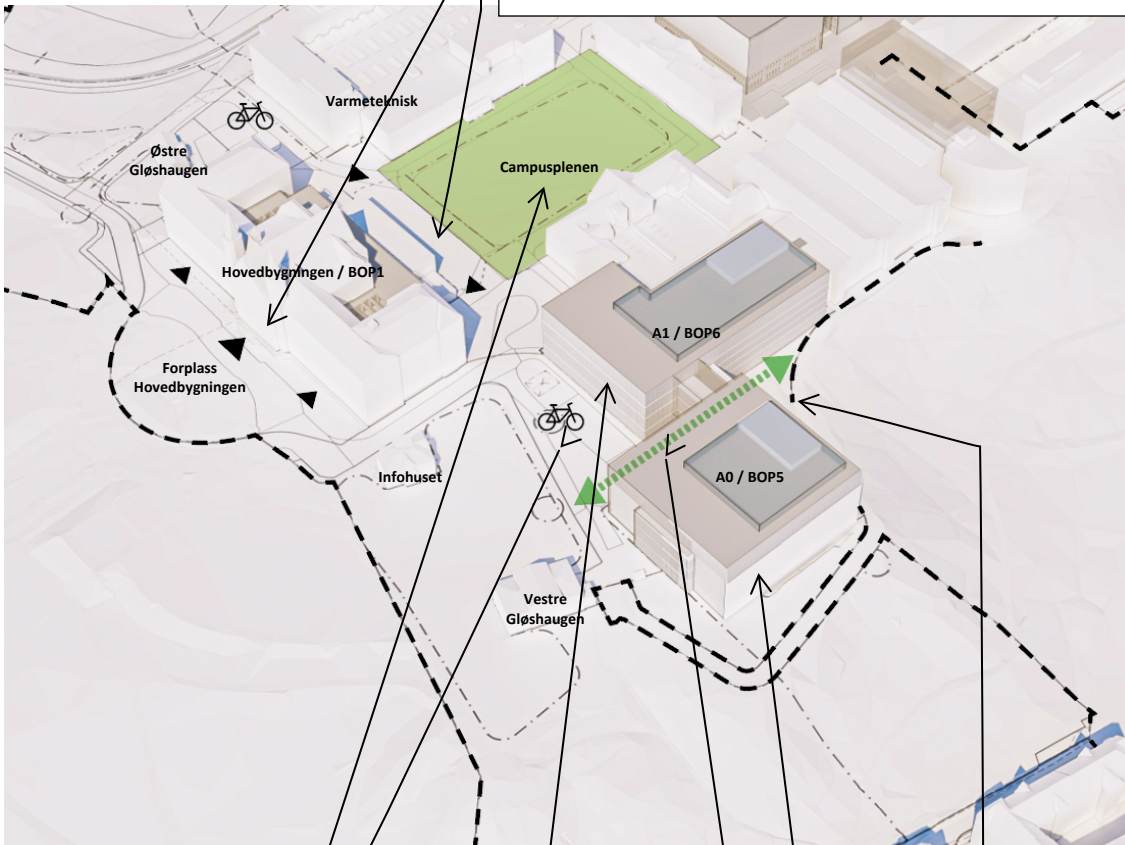 Varmeteknisk
Østre
Gløshaugen
Campusplenen
Hovedbygningen / BOP1
A1 / BOP6
Forplass
Hovedbygningen
Infohuset
A0 / BOP5
Vestre
Gløshaugen